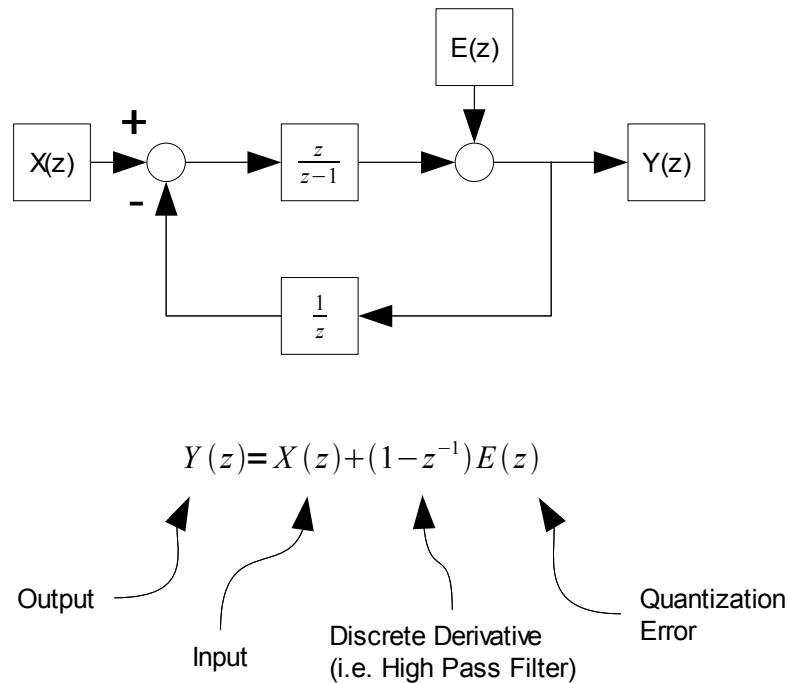 E(z)
+
X(z)
z/(z−1)
Y(z)
-
1/z
Y(z)=X(z)+(1−z⁻¹)E(z)
Output
Input
Discrete Derivative
(i.e. High Pass Filter)
Quantization
Error